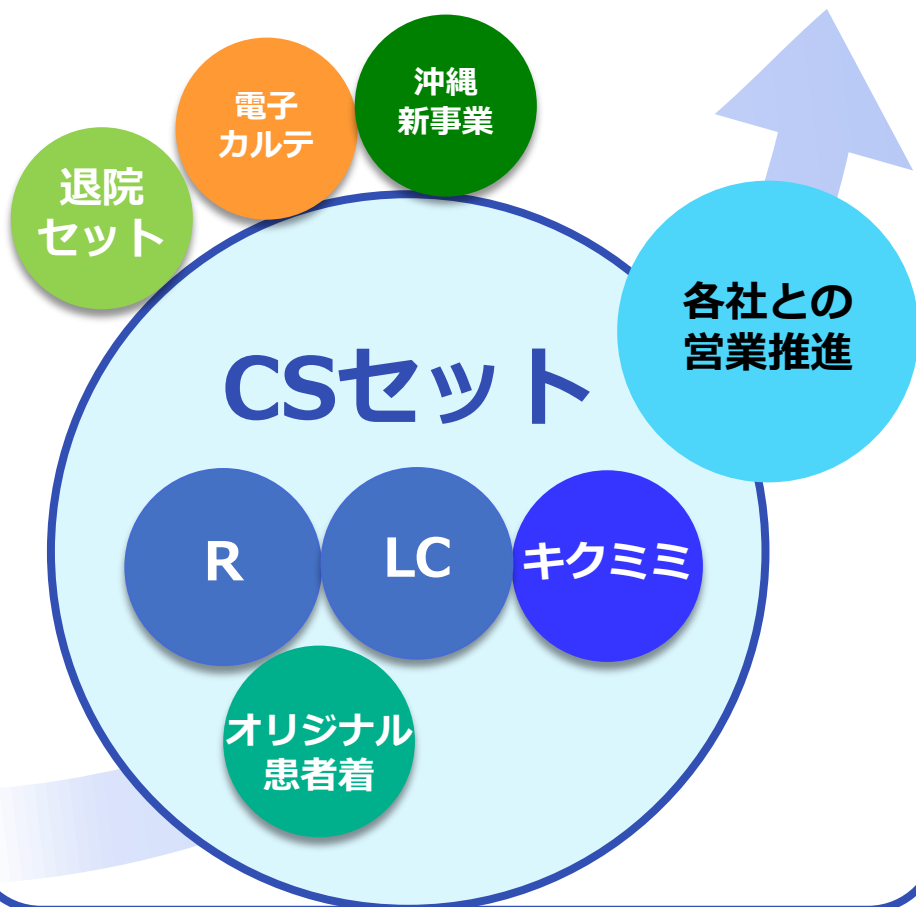 沖縄
新事業
電子
カルテ
退院
セット
各社との
営業推進
CSセット
R
LC
キクミミ
オリジナル
患者着